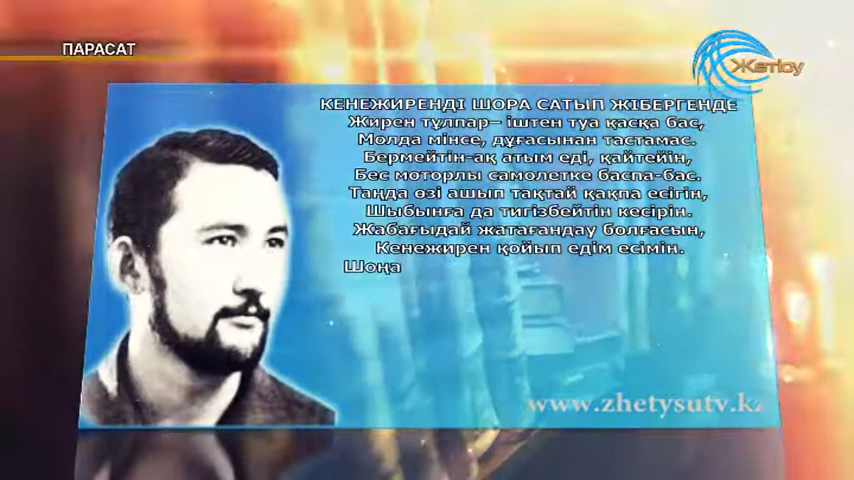 ПАРАСАТ
Жетісу
КЕНЕЖИРЕНДІ ШОРА САТЫП ЖІБЕРГЕНДЕ
Жирен тұлпар– іштен туа қасқа бас,
Молда мінсе, дұғасынан тастамас.
Бермейтін-ақ атым еді, қайтейін,
Бес моторлы самолетке баспа-бас.
Таңда өзі ашып тақтай қақпа есігін,
Шыбынға да тигізбейтін кесірін.
Жабағыдай жатағандау болғасын,
Кенежирен қойып едім есімін.
Шоңа
www.zhetysutv.kz